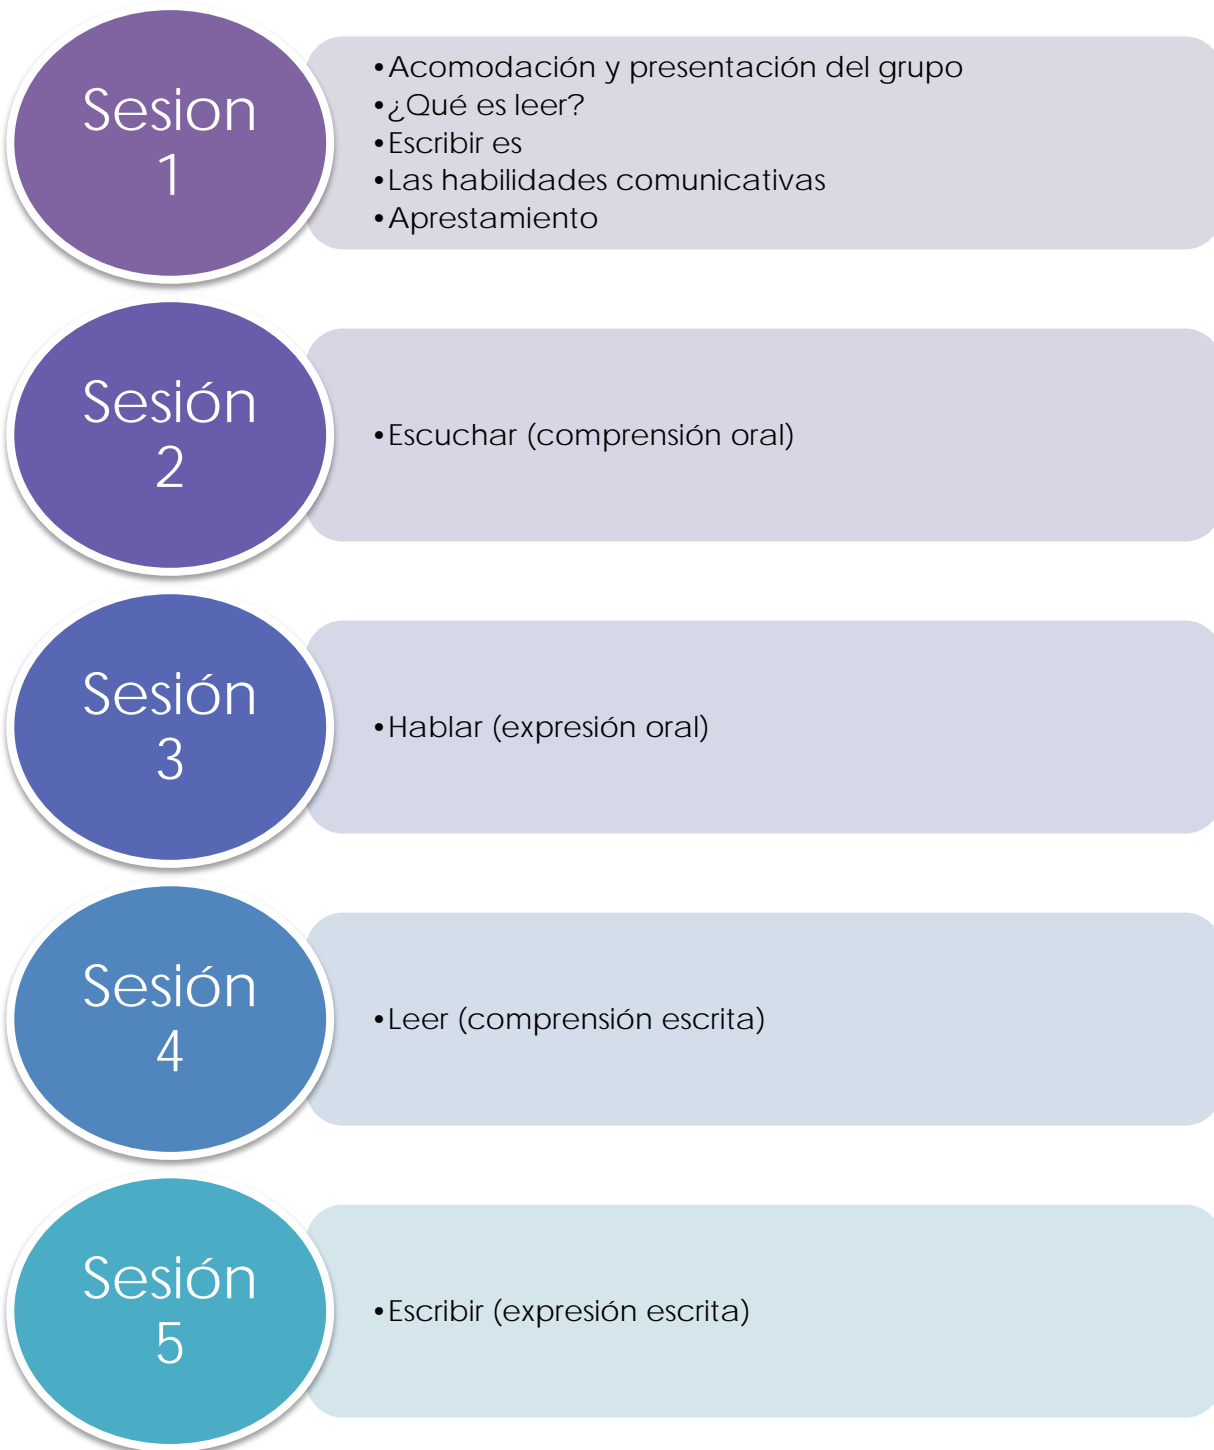 Sesion
1
•Acomodación y presentación del grupo
•¿Qué es leer?
•Escribir es
•Las habilidades comunicativas
•Aprestamiento
Sesión
2
•Escuchar (comprensión oral)
Sesión
3
•Hablar (expresión oral)
Sesión
4
•Leer (comprensión escrita)
Sesión
5
•Escribir (expresión escrita)